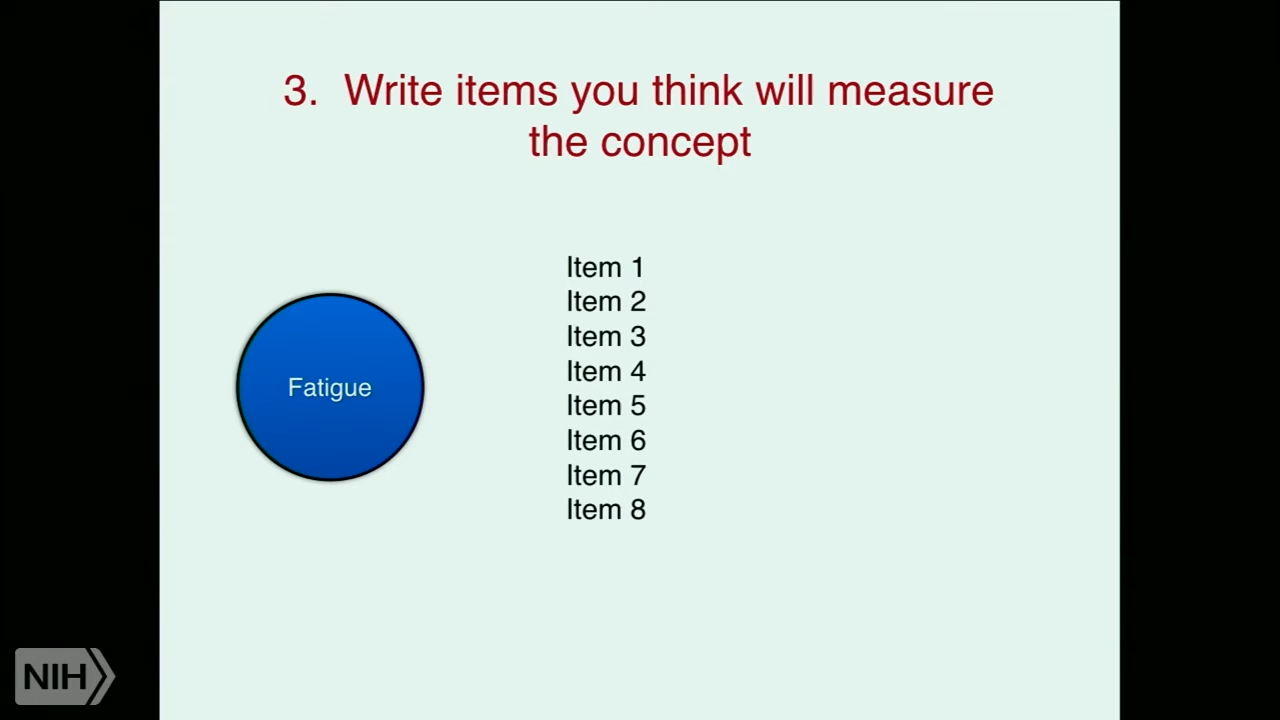 3. Write items you think will measure
the concept
Item 1
Item 2
Item 3
Item 4
Item 5
Item 6
Item 7
Item 8
Fatigue
NIH